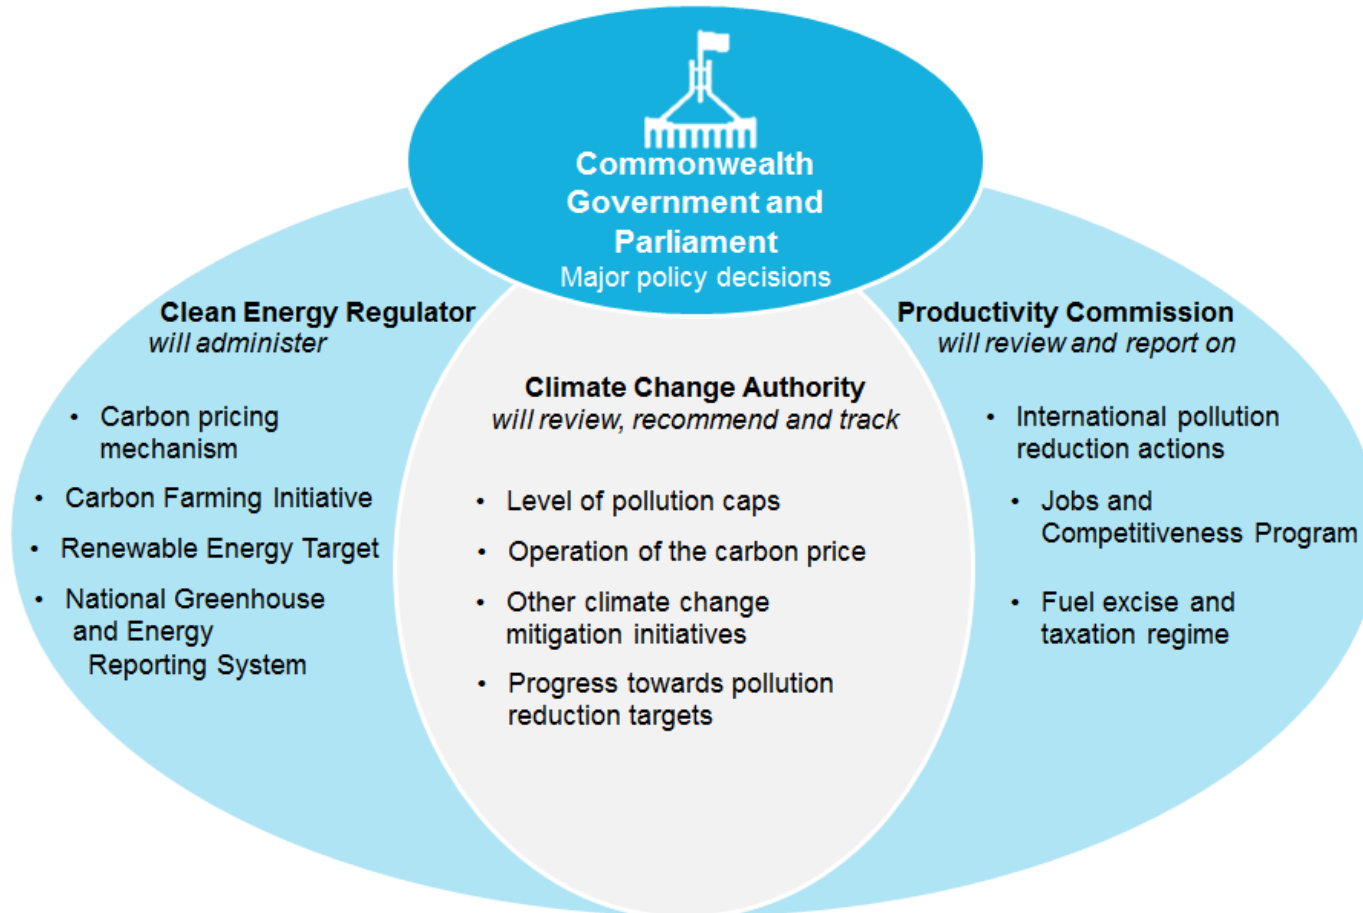 Commonwealth
Government and
Parliament
Major policy decisions
Clean Energy Regulator
will administer
• Carbon pricing
mechanism
• Carbon Farming Initiative
• Renewable Energy Target
• National Greenhouse
and Energy
Reporting System
Climate Change Authority
will review, recommend and track
• Level of pollution caps
• Operation of the carbon price
• Other climate change
mitigation initiatives
• Progress towards pollution
reduction targets
Productivity Commission
will review and report on
• International pollution
reduction actions
• Jobs and
Competitiveness Program
• Fuel excise and
taxation regime